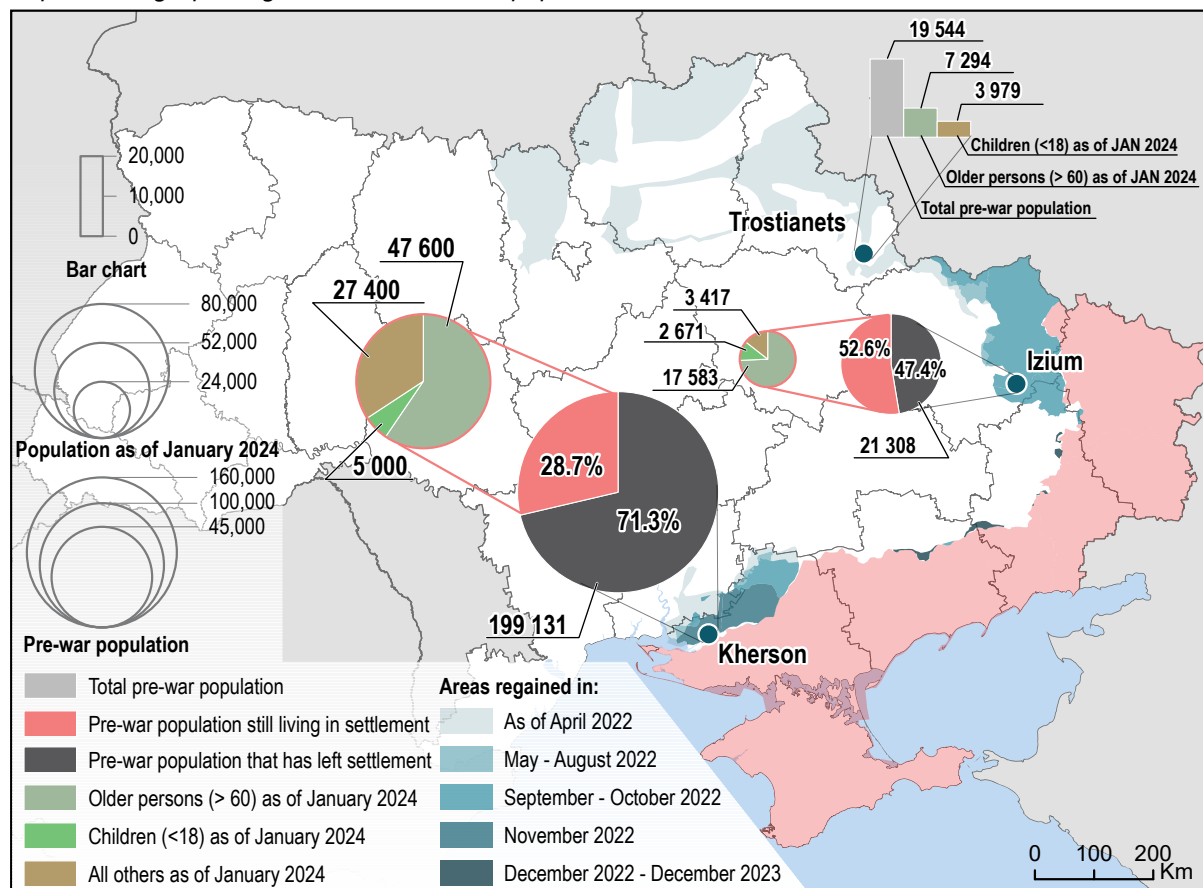 19 544
7 294
3 979
Children (<18) as of JAN 2024
Older persons (> 60) as of JAN 2024
Total pre-war population
20,000
10,000
0
Bar chart
80,000
52,000
24,000
Population as of January 2024
160,000
100,000
45,000
Pre-war population
47 600
27 400
5 000
28.7%
71.3%
199 131
3 417
2 671
17 583
52.6%
47.4%
21 308
Trostianets
Izium
Kherson
Total pre-war population
Pre-war population still living in settlement
Pre-war population that has left settlement
Older persons (> 60) as of January 2024
Children (<18) as of January 2024
All others as of January 2024
Areas regained in:
As of April 2022
May - August 2022
September - October 2022
November 2022
December 2022 - December 2023
0 100 200
Km